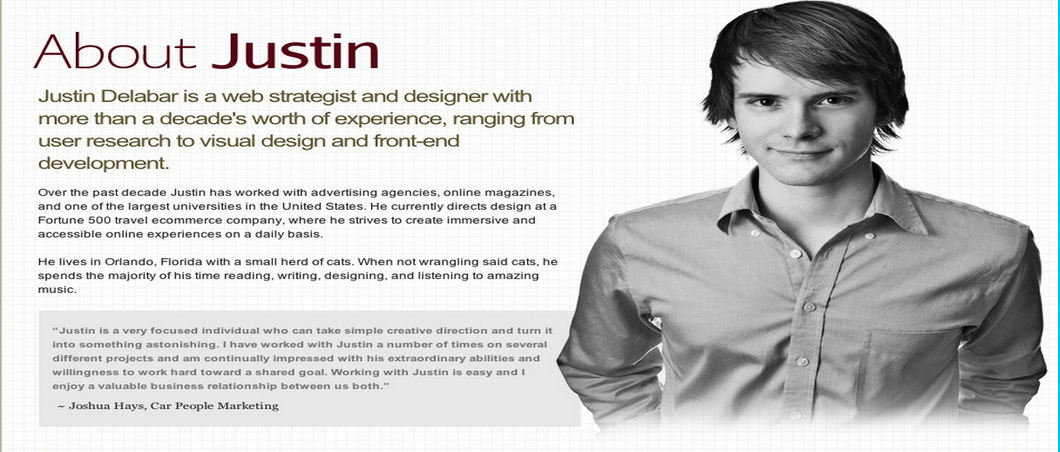 About Justin
Justin Delabar is a web strategist and designer with
more than a decade's worth of experience, ranging from
user research to visual design and front-end
development.
Over the past decade Justin has worked with advertising agencies, online magazines,
and one of the largest universities in the United States. He currently directs design at a
Fortune 500 travel ecommerce company, where he strives to create immersive and
accessible online experiences on a daily basis.
He lives in Orlando, Florida with a small herd of cats. When not wrangling said cats, he
spends the majority of his time reading, writing, designing, and listening to amazing
music.
"Justin is a very focused individual who can take simple creative direction and turn it
into something astonishing. I have worked with Justin a number of times on several
different projects and am continually impressed with his extraordinary abilities and
willingness to work hard toward a shared goal. Working with Justin is easy and I
enjoy a valuable business relationship between us both."
~ Joshua Hays, Car People Marketing